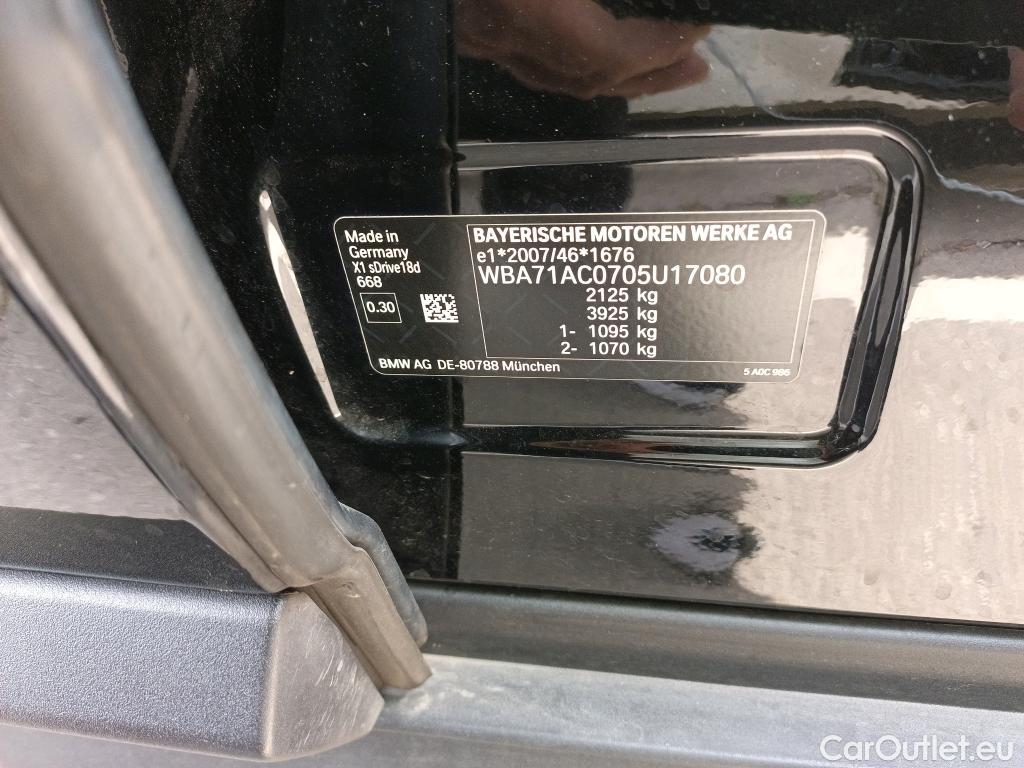 Made in
Germany
X1 sDrive18d
668
0.30
BAYERISCHE MOTOREN WERKE AG
e1*2007/46*1676
WBA71AC0705U17080
2125 kg
3925 kg
1- 1095 kg
2- 1070 kg
BMW AG DE-80788 München
5 A0C 986
CarOutlet.eu